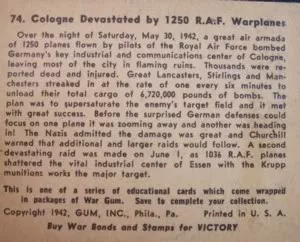 74. Cologne Devastated by 1250 R.A.F. Warplanes
Over the night of Saturday, May 30, 1942, a great air armada
of 1250 planes flown by pilots of the Royal Air Force bombed
Germany's key industrial and communications center of Cologne,
leaving most of the city in flaming ruins. Thousands were re-
ported dead and injured. Great Lancasters, Stirlings and Man-
chesters streaked in at the rate of one every six minutes to
unload their total cargo of 6,720,000 pounds of bombs. The
plan was to supersaturate the enemy's target field and it met
with great success. Before the surprised German defenses could
focus on one plane it was zooming away and another was heading
in! The Nazis admitted the damage was great and Churchill
warned that additional and larger raids would follow. A second
devastating raid was made on June 1, as 1036 R.A.F. planes
shattered the vital industrial center of Essen with the Krupp
munitions works the major target.
This is one of a series of educational cards which come wrapped
in packages of War Gum. Save to complete your collection.
Copyright 1942, GUM, INC., Phila., Pa. Printed in U. S. A.
Buy War Bonds and Stamps for VICTORY